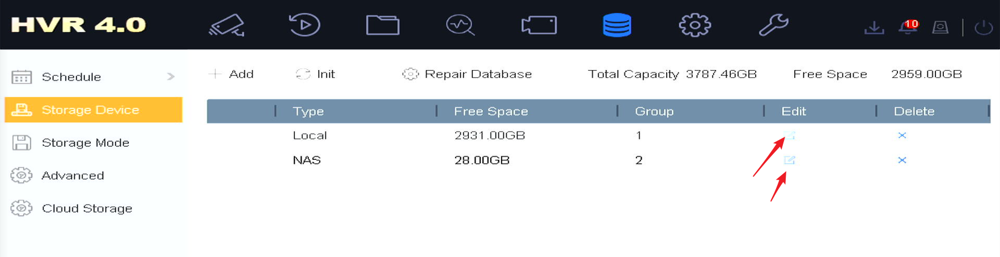 HVR 4.0
10
Schedule
Storage Device
Storage Mode
Advanced
Cloud Storage
Add Init Repair Database Total Capacity 3787.46GB Free Space 2959.00GB
Type Free Space Group Edit Delete
Local 2931.00GB 1
NAS 28.00GB 2